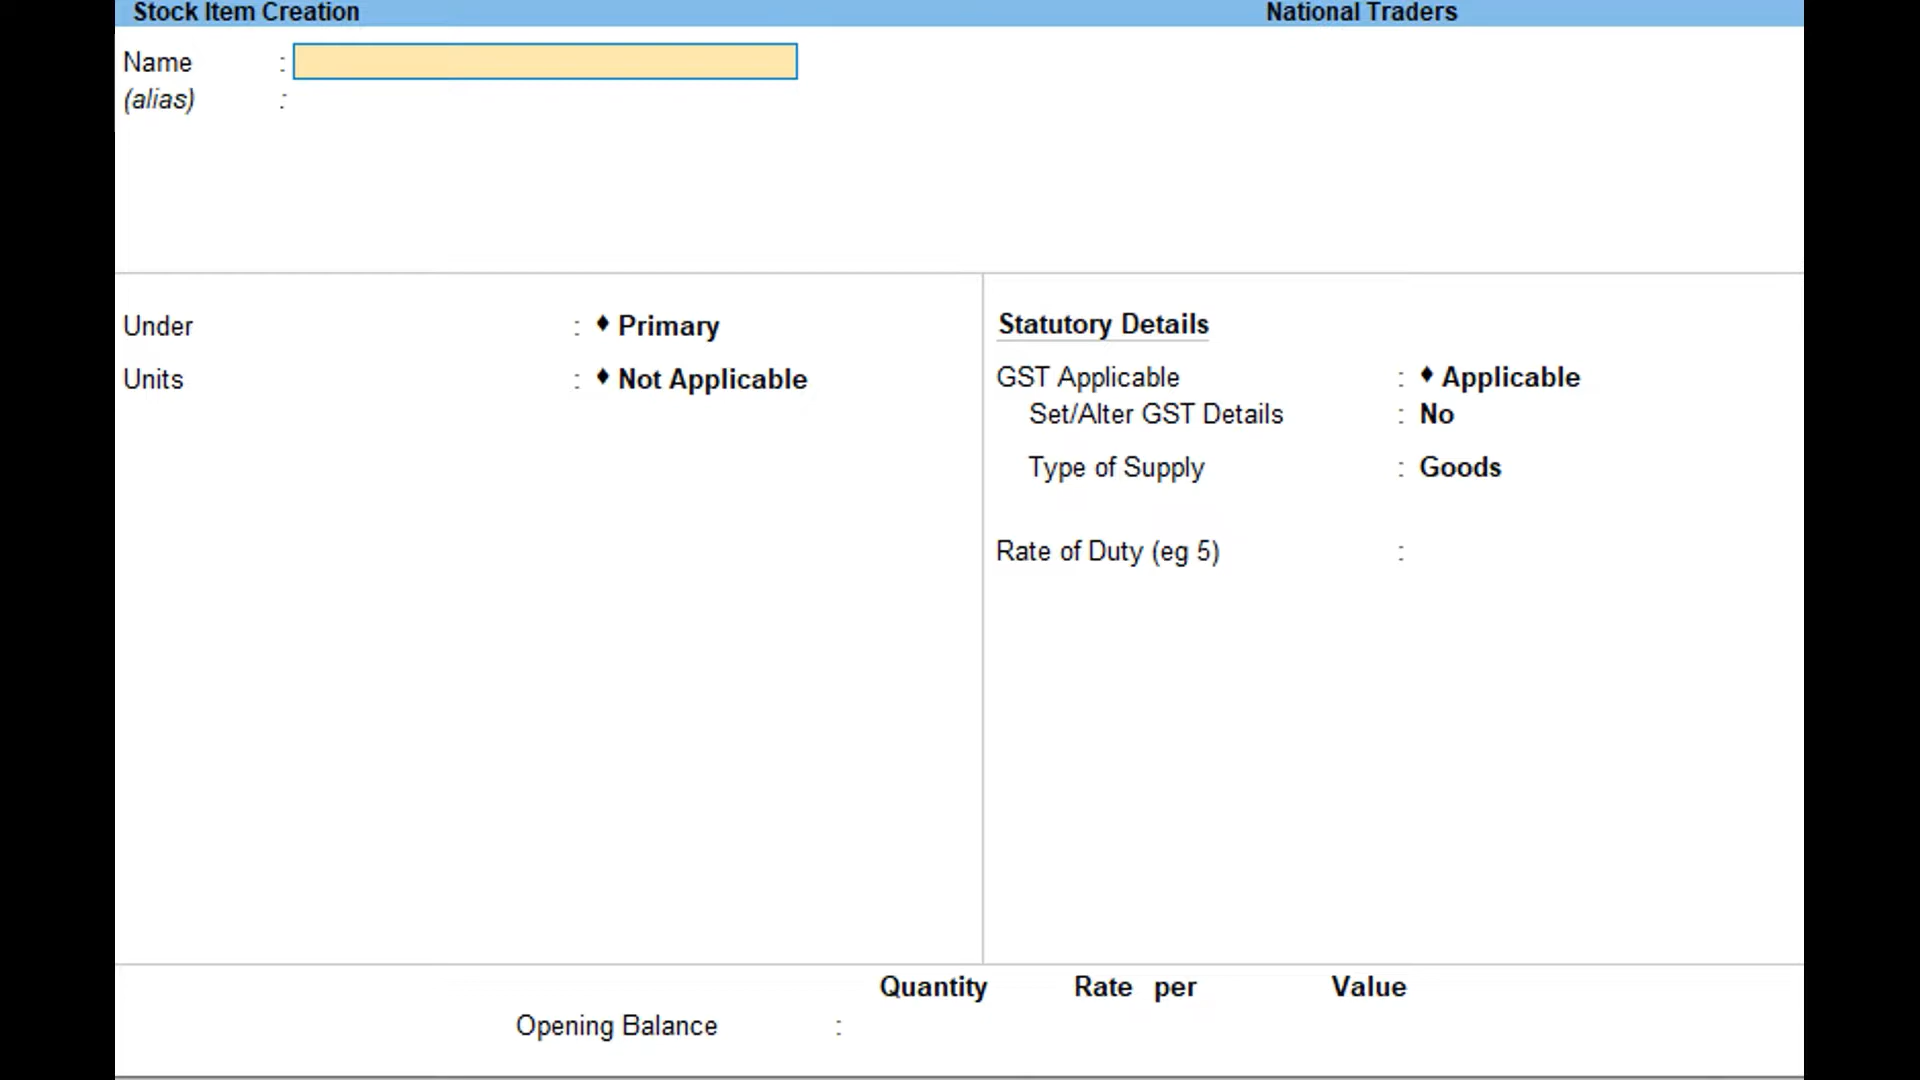 Stock Item Creation National Traders
Name :
(alias) :
Under : ♦ Primary
Units : ♦ Not Applicable
Statutory Details
GST Applicable : ♦ Applicable
Set/Alter GST Details : No
Type of Supply : Goods
Rate of Duty (eg 5) :
Quantity Rate per Value
Opening Balance :